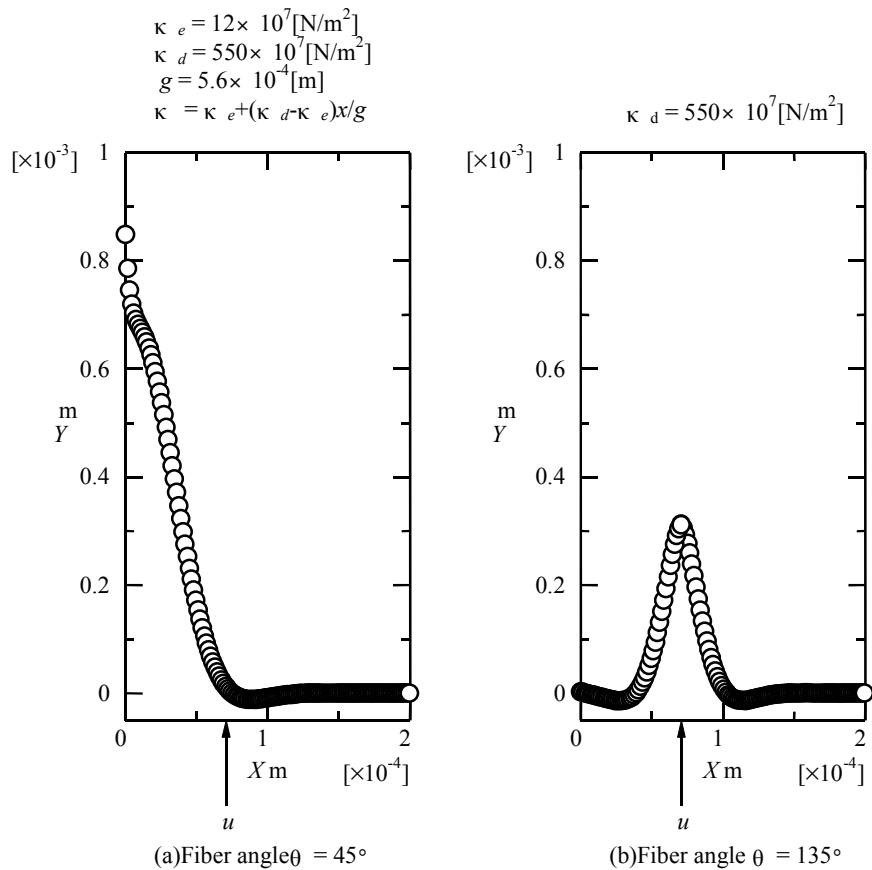 κ e = 12× 10^7[N/m^2]
κ d = 550× 10^7[N/m^2]
g = 5.6× 10^-4[m]
κ = κ e+(κ d-κ e)x/g
κ d = 550× 10^7[N/m^2]
[×10^-3]
1
0.8
0.6
m
Y
0.4
0.2
0
0
1
2
X m
[×10^-4]
u
(a)Fiber angleθ = 45°
[×10^-3]
1
0.8
0.6
m
Y
0.4
0.2
0
0
1
2
X m
[×10^-4]
u
(b)Fiber angle θ = 135°